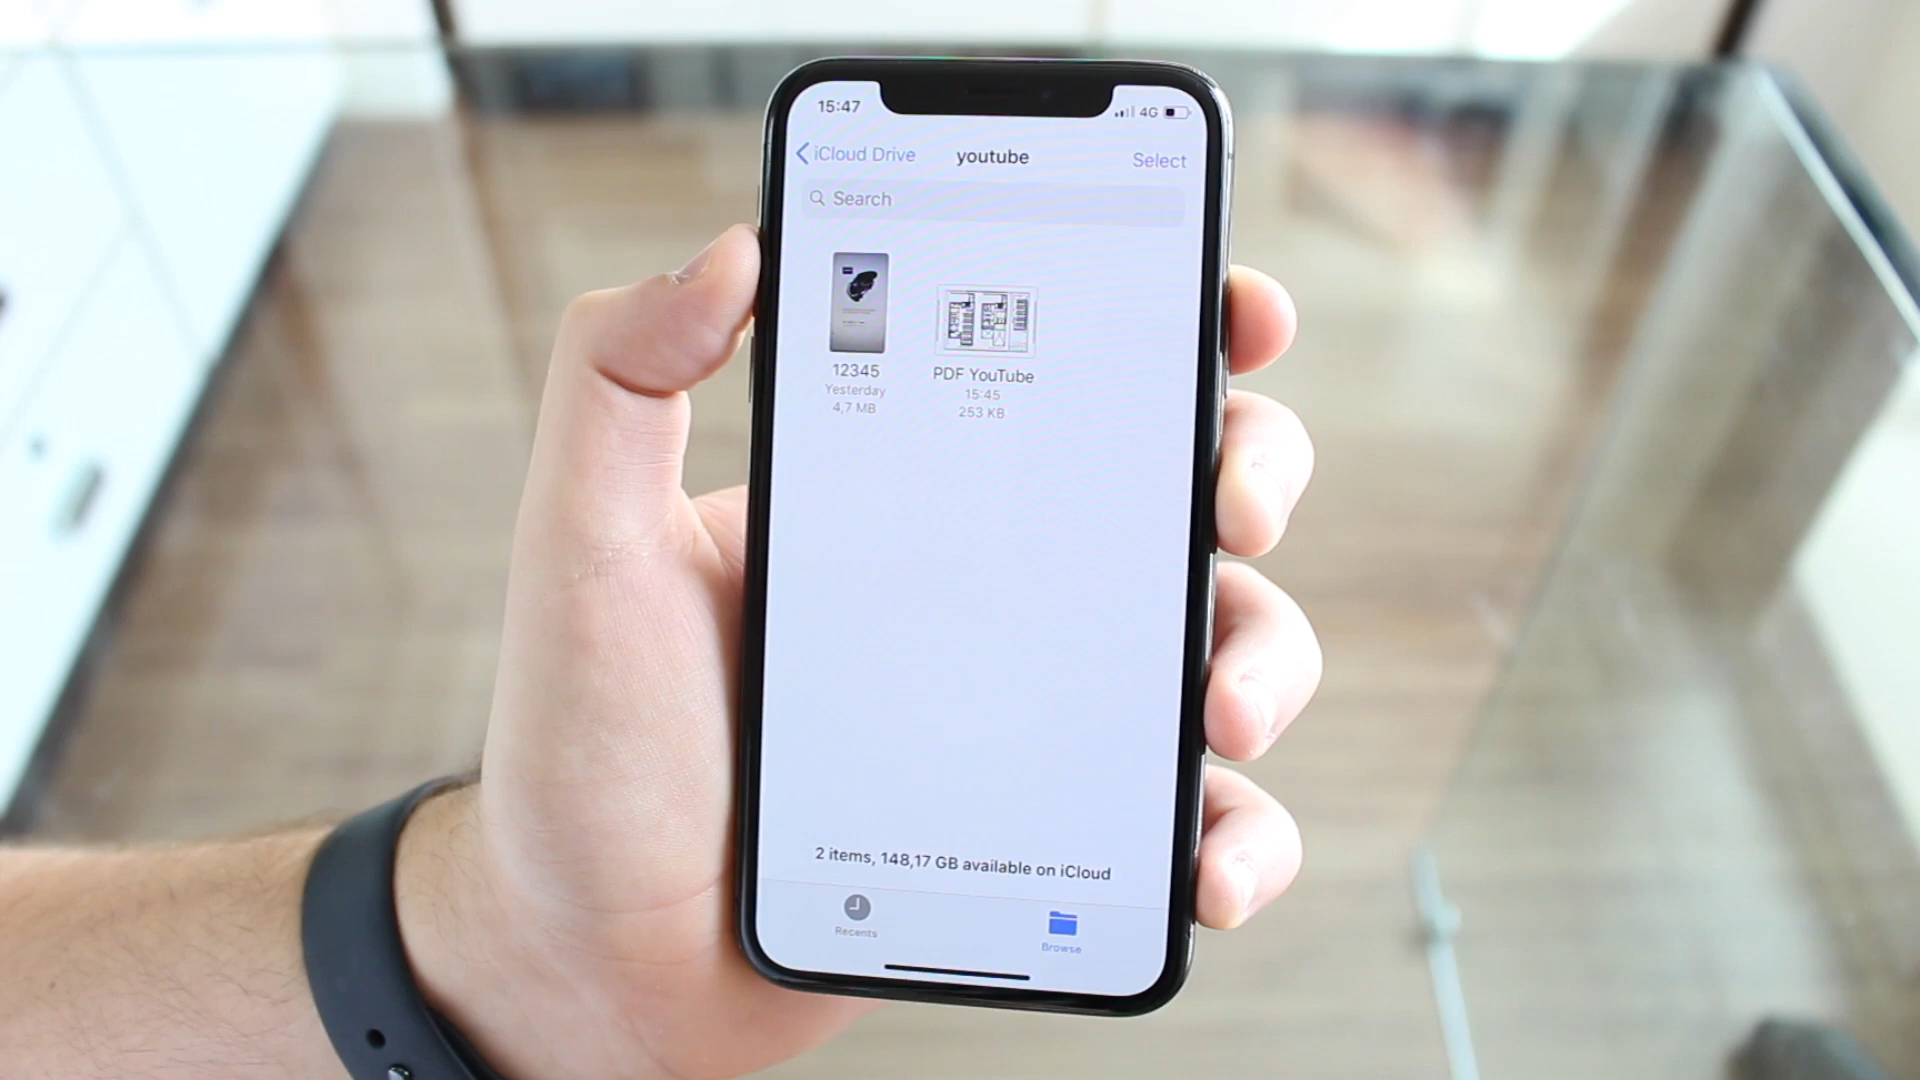 15:47
4G
iCloud Drive
youtube
Select
Search
12345
Yesterday
4,7 MB
PDF YouTube
15:45
253 KB
2 items, 148,17 GB available on iCloud
Recents
Browse